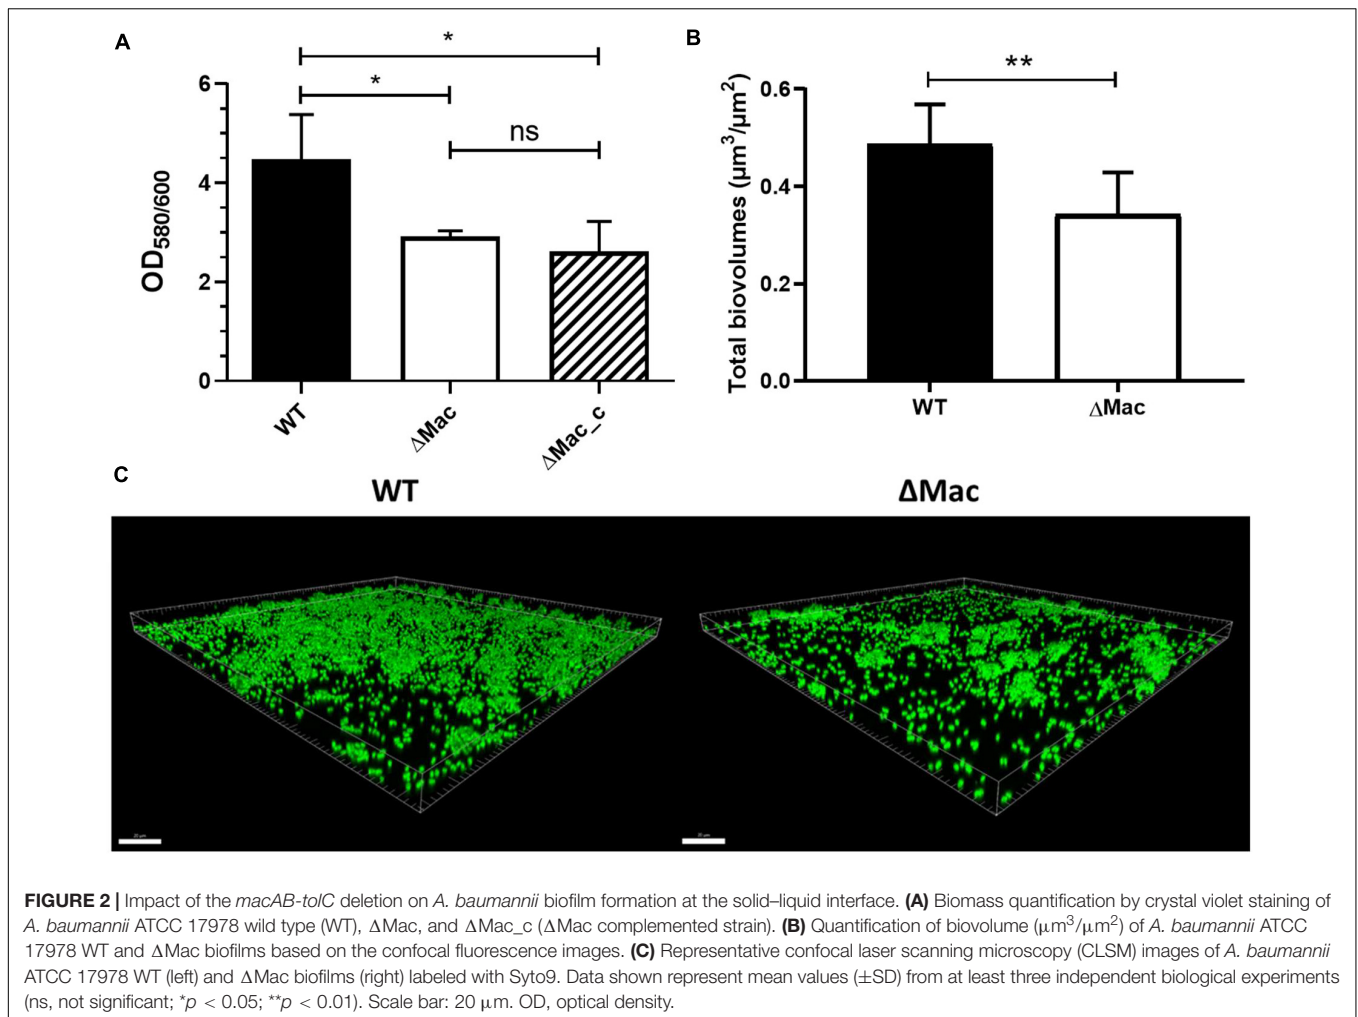 A
*
*
ns
6
4
2
0
OD580/600
WT
ΔMac
ΔMac_c
B
**
0.6
0.4
0.2
0.0
Total biovolumes (µm³/µm²)
WT
ΔMac
C
WT
ΔMac
20 µm
20 µm
FIGURE 2 | Impact of the macAB-tolC deletion on A. baumannii biofilm formation at the solid–liquid interface. (A) Biomass quantification by crystal violet staining of
A. baumannii ATCC 17978 wild type (WT), ΔMac, and ΔMac_c (ΔMac complemented strain). (B) Quantification of biovolume (µm³/µm²) of A. baumannii ATCC
17978 WT and ΔMac biofilms based on the confocal fluorescence images. (C) Representative confocal laser scanning microscopy (CLSM) images of A. baumannii
ATCC 17978 WT (left) and ΔMac biofilms (right) labeled with Syto9. Data shown represent mean values (±SD) from at least three independent biological experiments
(ns, not significant; *p < 0.05; **p < 0.01). Scale bar: 20 µm. OD, optical density.